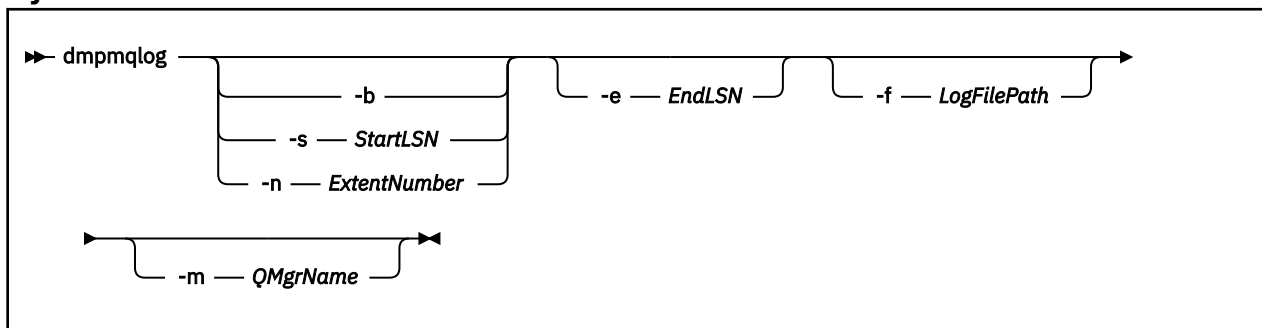 dmpmqlog
-b
-s StartLSN
-n ExtentNumber
-e EndLSN
-f LogFilePath
-m QMgrName